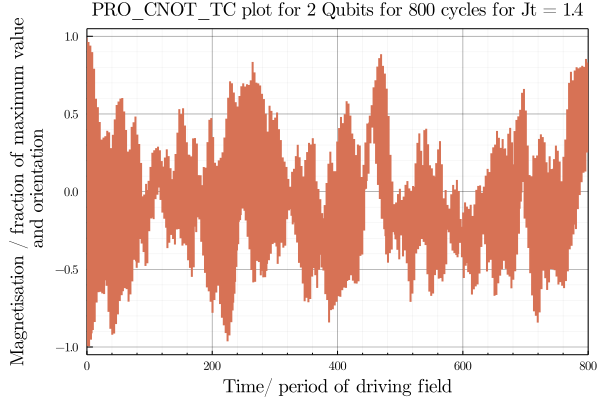 PRO_CNOT_TC plot for 2 Qubits for 800 cycles for Jt = 1.4
Magnetisation / fraction of maximum value
and orientation
1.0
0.5
0.0
−0.5
−1.0
0
200
400
600
800
Time/ period of driving field